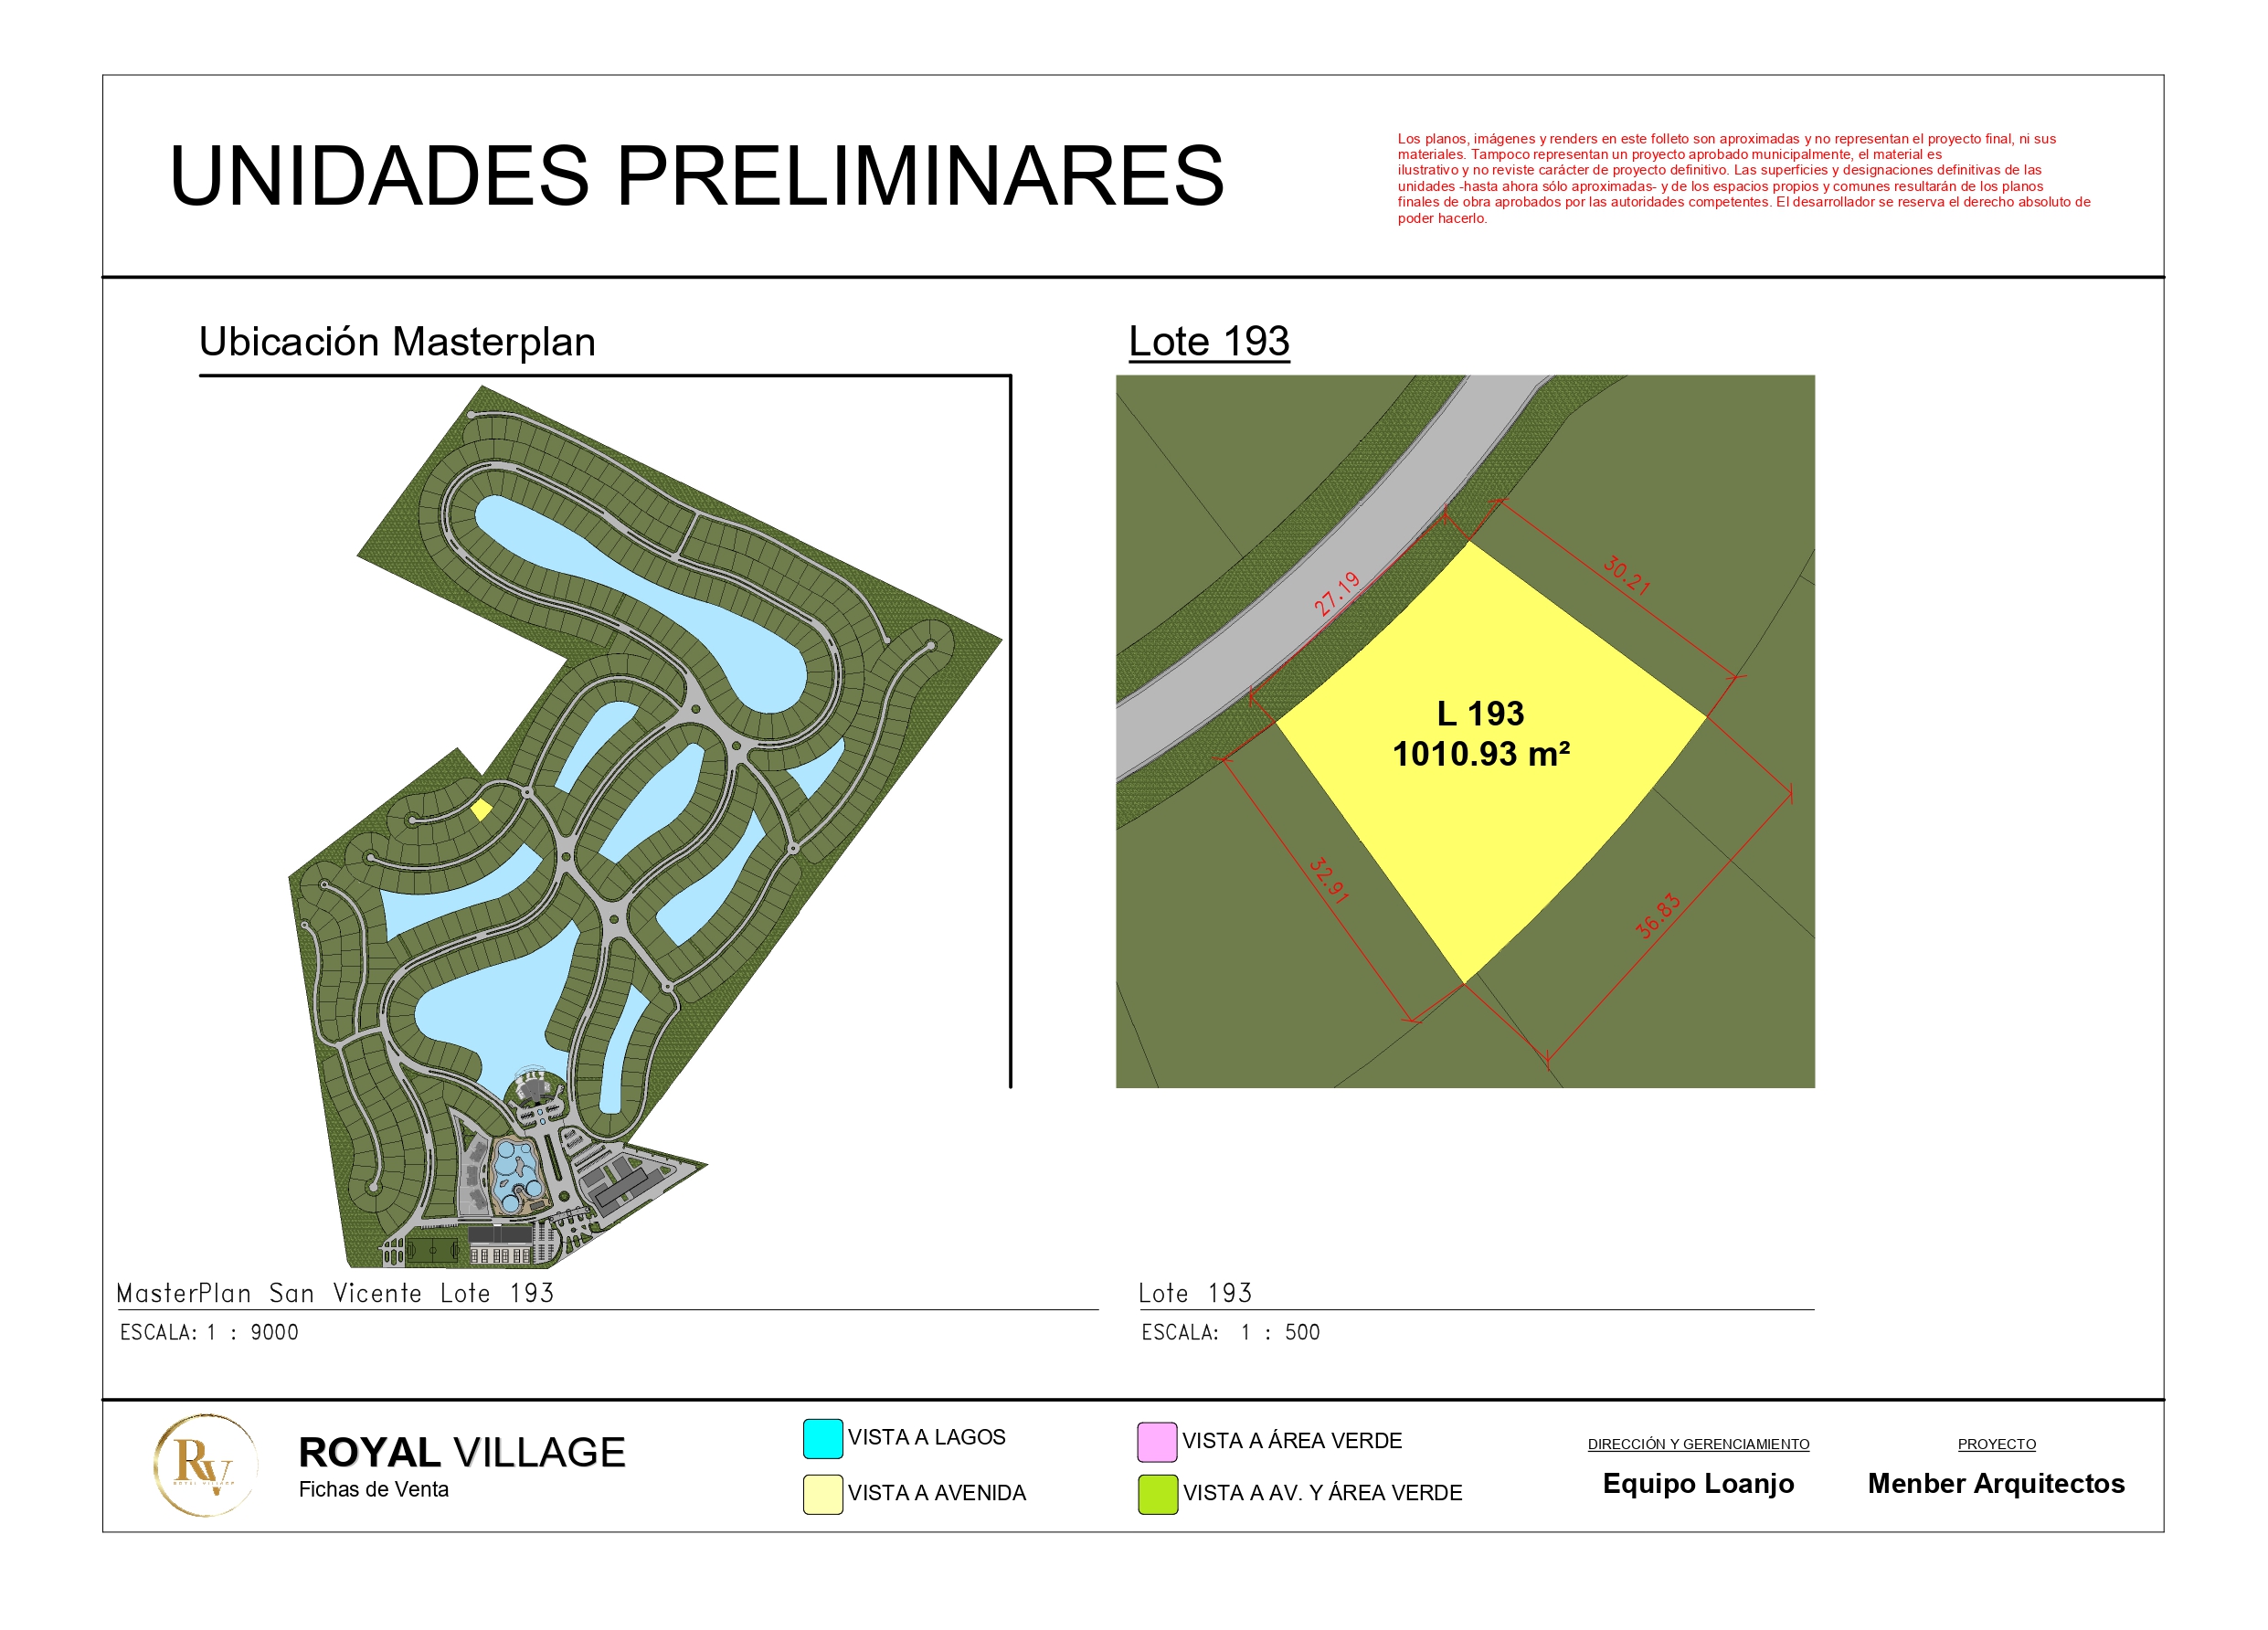 UNIDADES PRELIMINARES
Los planos, imágenes y renders en este folleto son aproximadas y no representan el proyecto final, ni sus
materiales. Tampoco representan un proyecto aprobado municipalmente, el material es
ilustrativo y no reviste carácter de proyecto definitivo. Las superficies y designaciones definitivas de las
unidades -hasta ahora sólo aproximadas- y de los espacios propios y comunes resultarán de los planos
finales de obra aprobados por las autoridades competentes. El desarrollador se reserva el derecho absoluto de
poder hacerlo.
Ubicación Masterplan
Lote 193
27.19
30.21
L 193
1010.93 m²
32.91
36.83
MasterPlan San Vicente Lote 193
ESCALA: 1 : 9000
Lote 193
ESCALA: 1 : 500
RV
ROYAL VILLAGE
ROYAL VILLAGE
Fichas de Venta
VISTA A LAGOS
VISTA A AVENIDA
VISTA A ÁREA VERDE
VISTA A AV. Y ÁREA VERDE
DIRECCIÓN Y GERENCIAMIENTO
Equipo Loanjo
PROYECTO
Menber Arquitectos